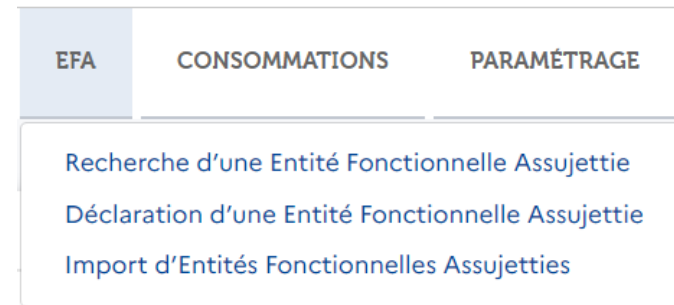 EFA CONSOMMATIONS PARAMÉTRAGE
Recherche d’une Entité Fonctionnelle Assujettie
Déclaration d’une Entité Fonctionnelle Assujettie
Import d’Entités Fonctionnelles Assujetties